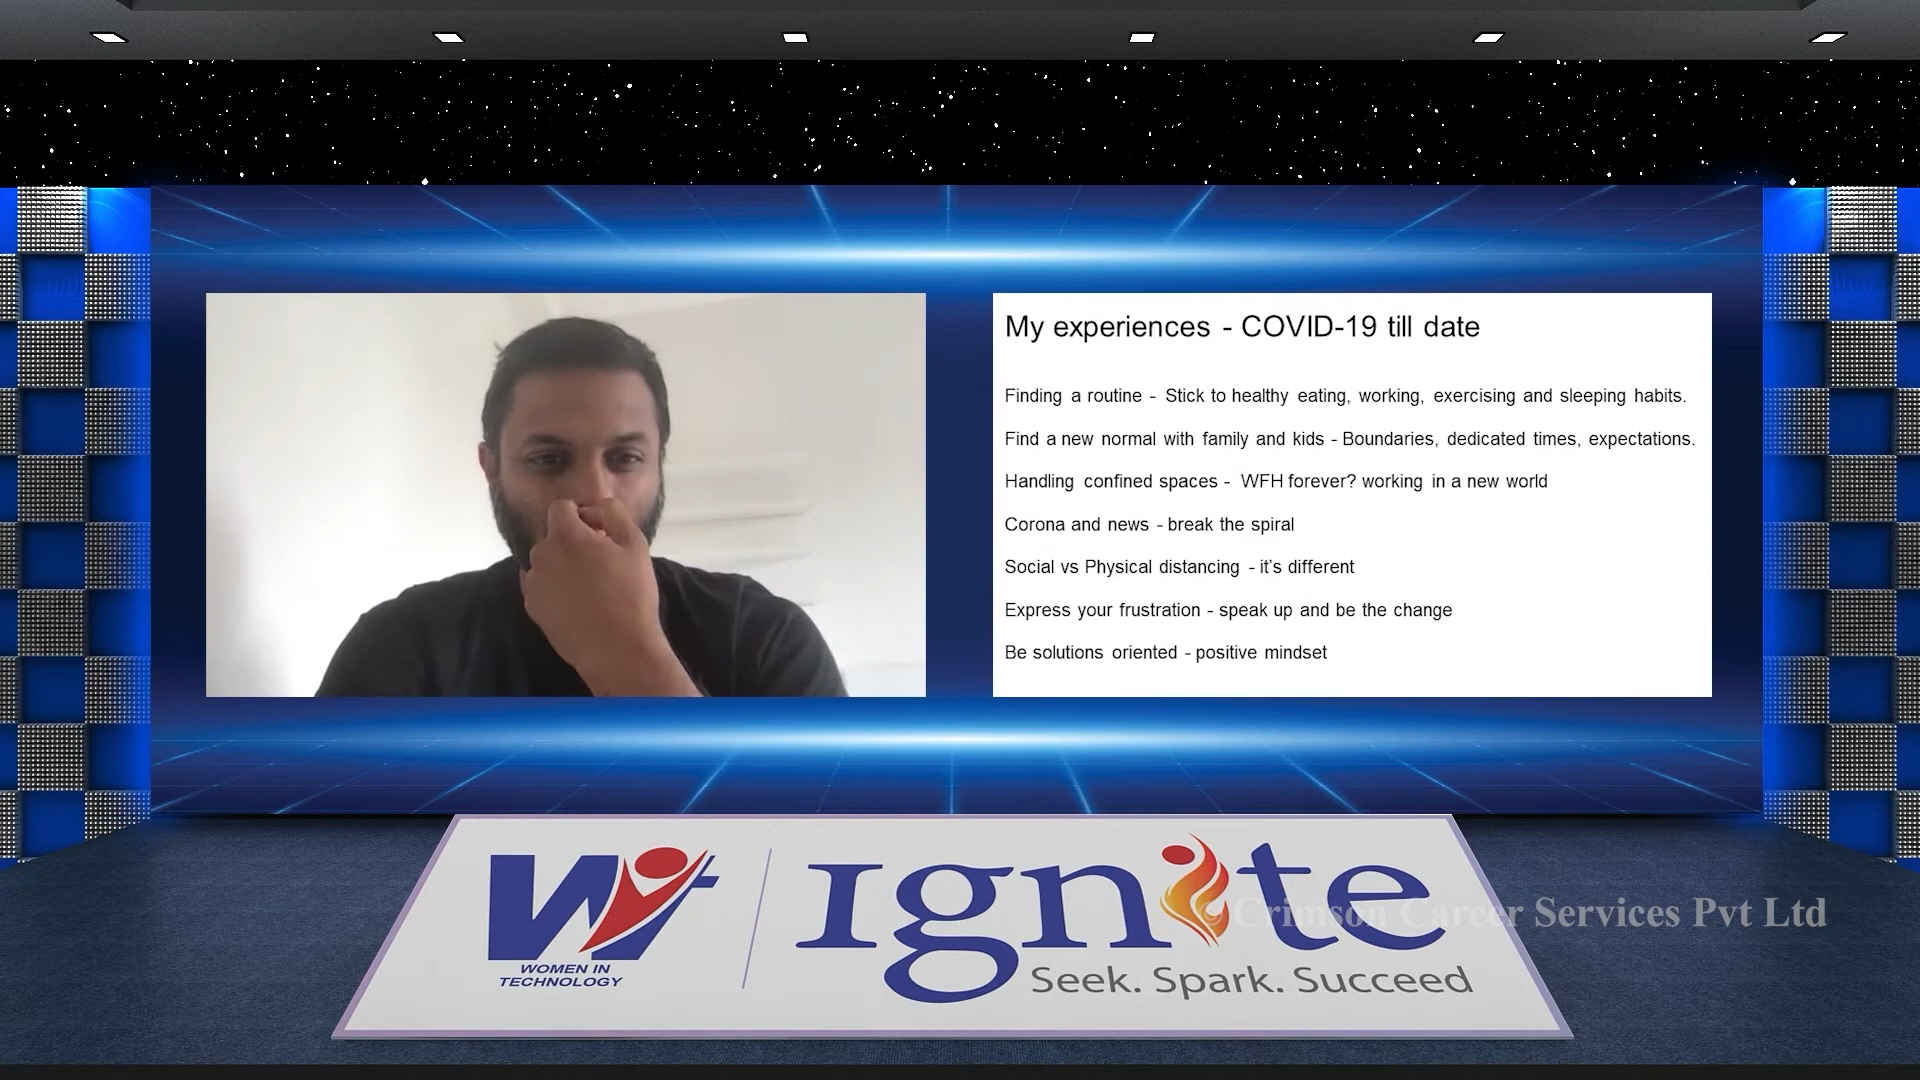 My experiences - COVID-19 till date
Finding a routine - Stick to healthy eating, working, exercising and sleeping habits.
Find a new normal with family and kids - Boundaries, dedicated times, expectations.
Handling confined spaces - WFH forever? working in a new world
Corona and news - break the spiral
Social vs Physical distancing - it’s different
Express your frustration - speak up and be the change
Be solutions oriented - positive mindset
WiT
WOMEN IN
TECHNOLOGY
Ignite
©Crimson Career Services Pvt Ltd
Seek. Spark. Succeed